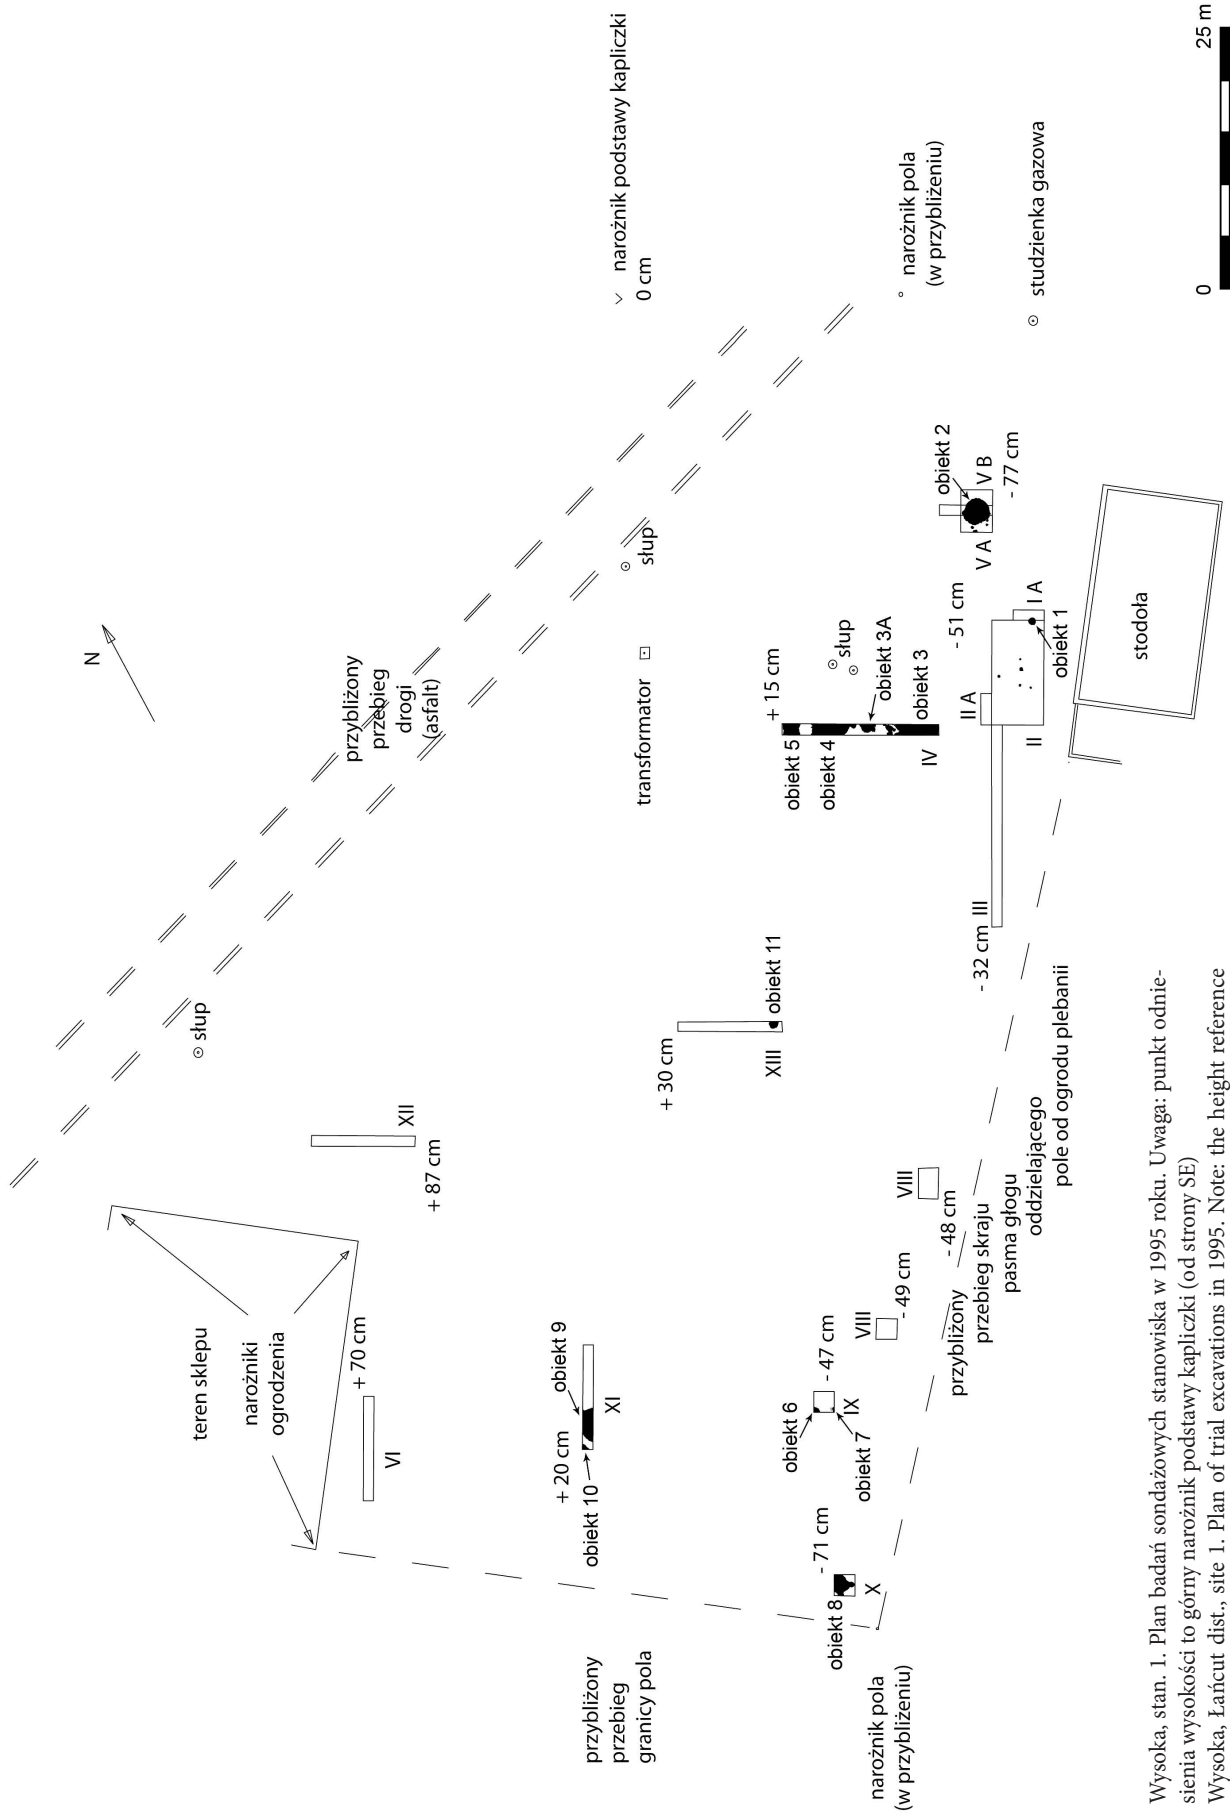 N
słup
przybliżony
przebieg
drogi
(asfalt)
teren sklepu
narożniki
ogrodzenia
+ 70 cm
VI
+ 87 cm
XII
transformator
słup
narożnik podstawy kapliczki
0 cm
przybliżony
przebieg
granicy pola
+ 20 cm
obiekt 10
obiekt 9
XI
+ 30 cm
XIII
obiekt 11
+ 15 cm
obiekt 5
obiekt 4
słup
obiekt 3A
obiekt 3
IV
narożnik pola
(w przybliżeniu)
obiekt 8
- 71 cm
X
obiekt 6
- 47 cm
IX
obiekt 7
VIII
- 49 cm
VIII
- 48 cm
przybliżony
przebieg skraju
pasma głogu
oddzielającego
pole od ogrodu plebanii
- 32 cm
III
II A
- 51 cm
II
I A
obiekt 1
obiekt 2
V A
V B
- 77 cm
narożnik pola
(w przybliżeniu)
studzienka gazowa
stodoła
0
25 m
Wysoka, stan. 1. Plan badań sondażowych stanowiska w 1995 roku. Uwaga: punkt odnie-
sienia wysokości to górny narożnik podstawy kapliczki (od strony SE)
Wysoka, Łańcut dist., site 1. Plan of trial excavations in 1995. Note: the height reference